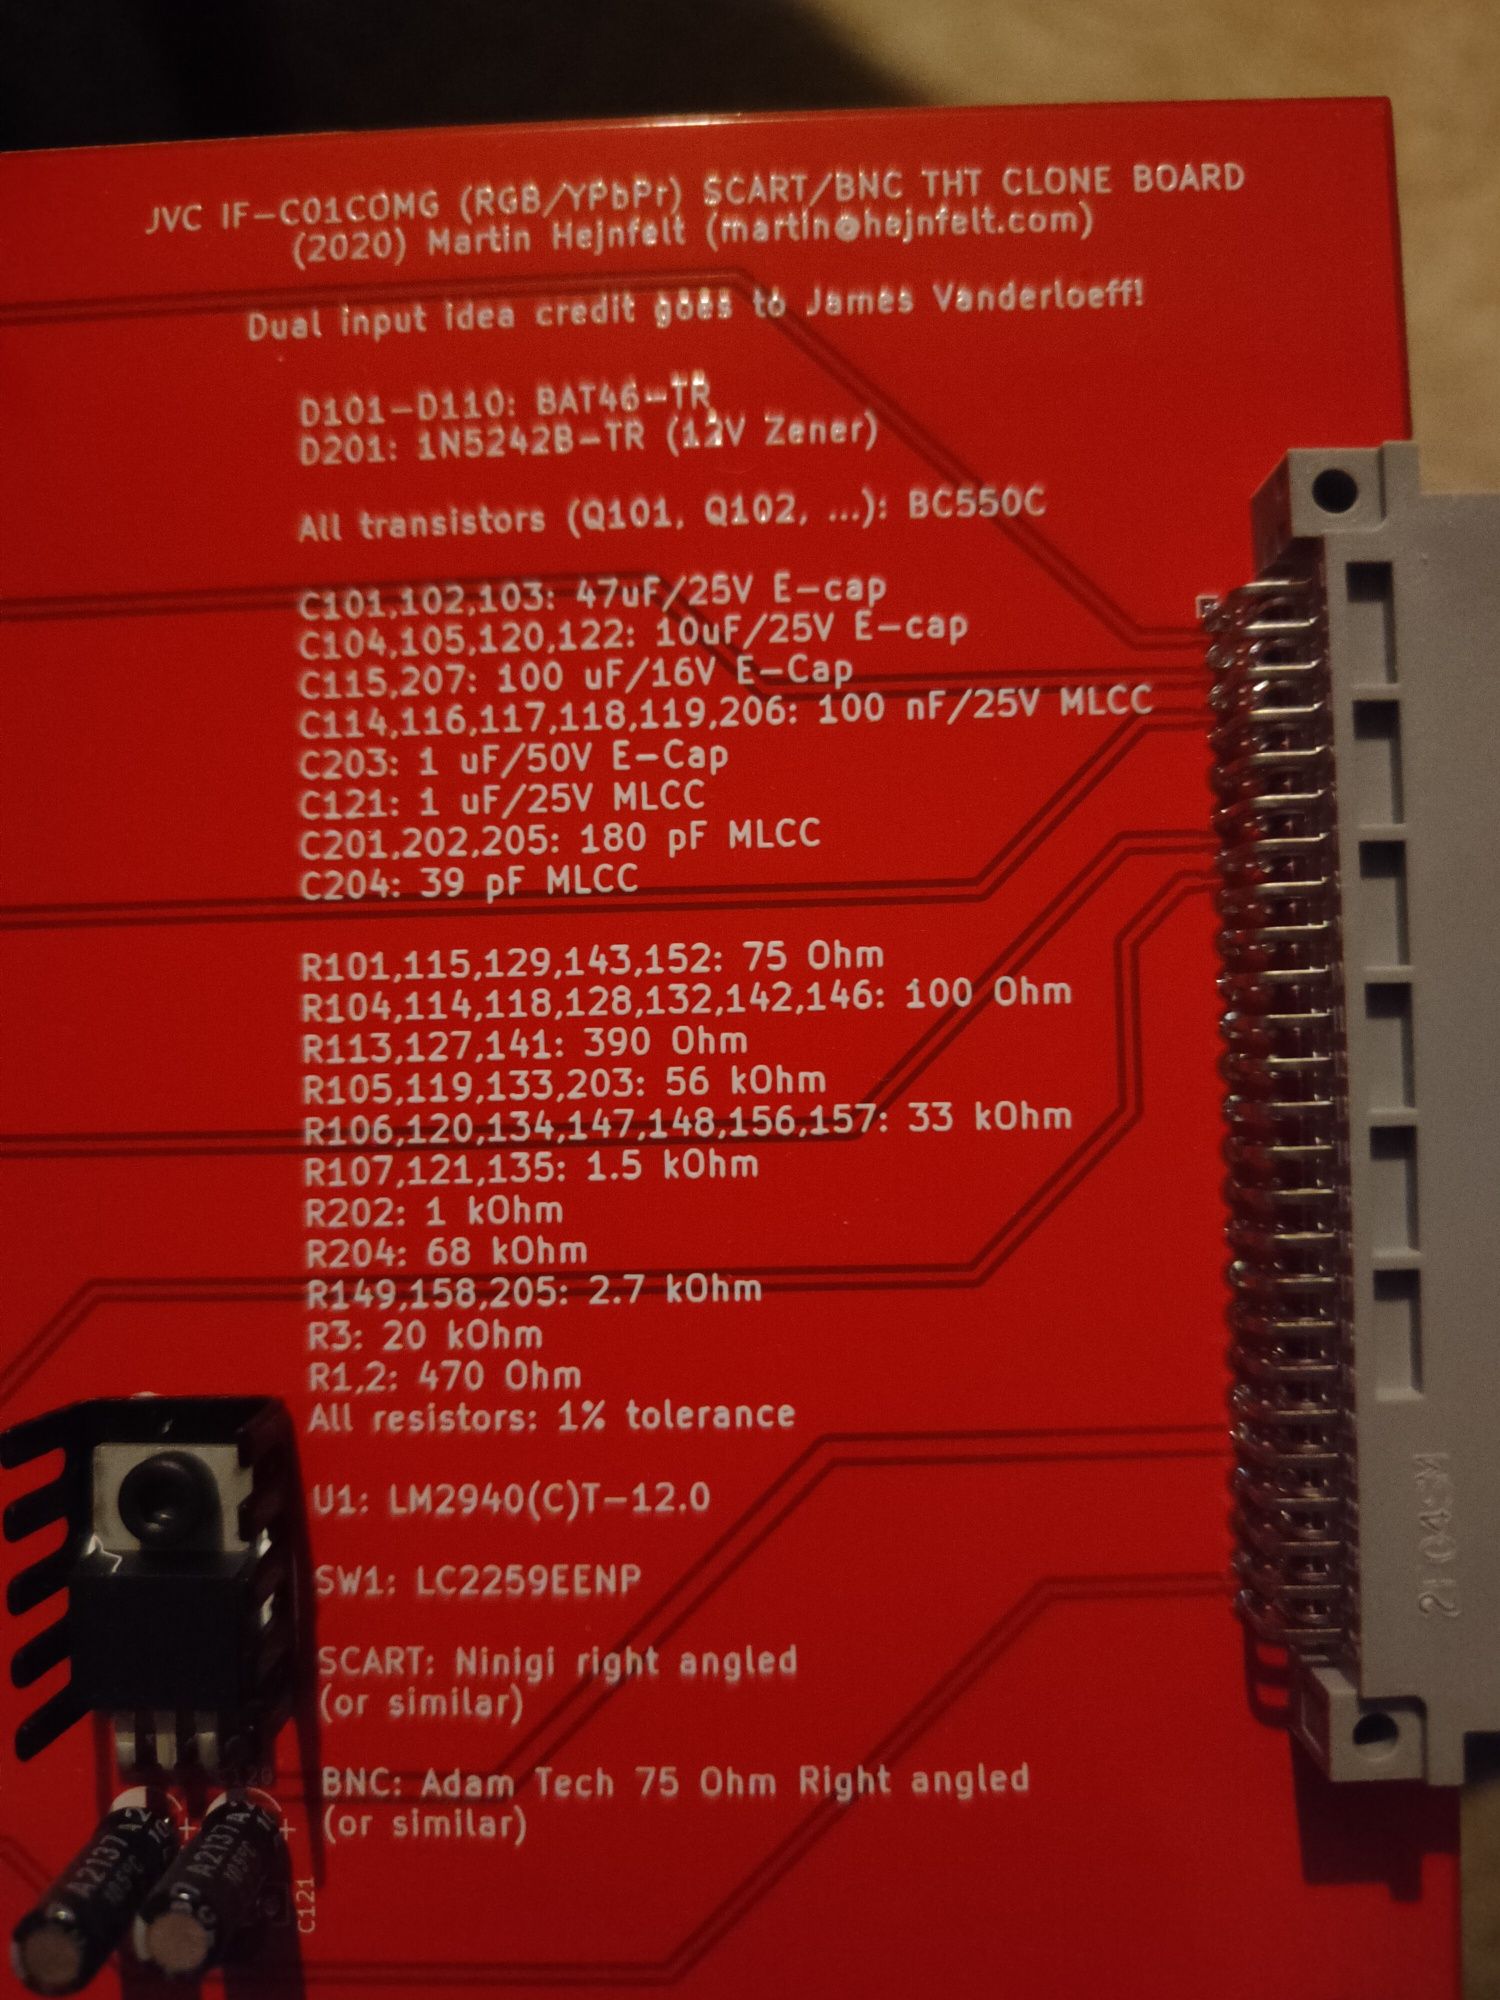 JVC IF-C01COMG (RGB/YPbPr) SCART/BNC THT CLONE BOARD
(2020) Martin Hejnfelt (martin@hejnfelt.com)
Dual input idea credit goes to James Vanderloeff!
D101-D110: BAT46-TR
D201: 1N5242B-TR (12V Zener)
All transistors (Q101, Q102, ...): BC550C
C101,102,103: 47uF/25V E-cap
C104,105,120,122: 10uF/25V E-cap
C115,207: 100 uF/16V E-Cap
C114,116,117,118,119,206: 100 nF/25V MLCC
C203: 1 uF/50V E-Cap
C121: 1 uF/25V MLCC
C201,202,205: 180 pF MLCC
C204: 39 pF MLCC
R101,115,129,143,152: 75 Ohm
R104,114,118,128,132,142,146: 100 Ohm
R113,127,141: 390 Ohm
R105,119,133,203: 56 kOhm
R106,120,134,147,148,156,157: 33 kOhm
R107,121,135: 1.5 kOhm
R202: 1 kOhm
R204: 68 kOhm
R149,158,205: 2.7 kOhm
R3: 20 kOhm
R1,2: 470 Ohm
All resistors: 1% tolerance
U1: LM2940(C)T-12.0
SW1: LC2259EENP
SCART: Ninigi right angled
(or similar)
BNC: Adam Tech 75 Ohm Right angled
(or similar)
A2137
105°C
A2137
105°C
C121